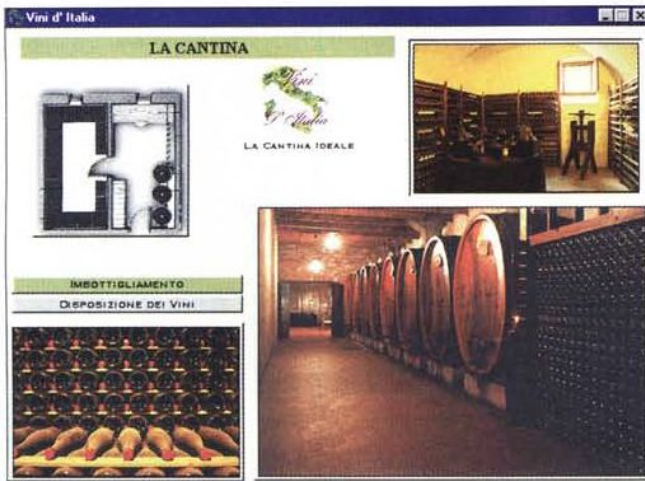 Vini d' Italia
LA CANTINA
Vini
D'Italia
LA CANTINA IDEALE
IMBOTTIGLIAMENTO
DISPOSIZIONE DEI VINI